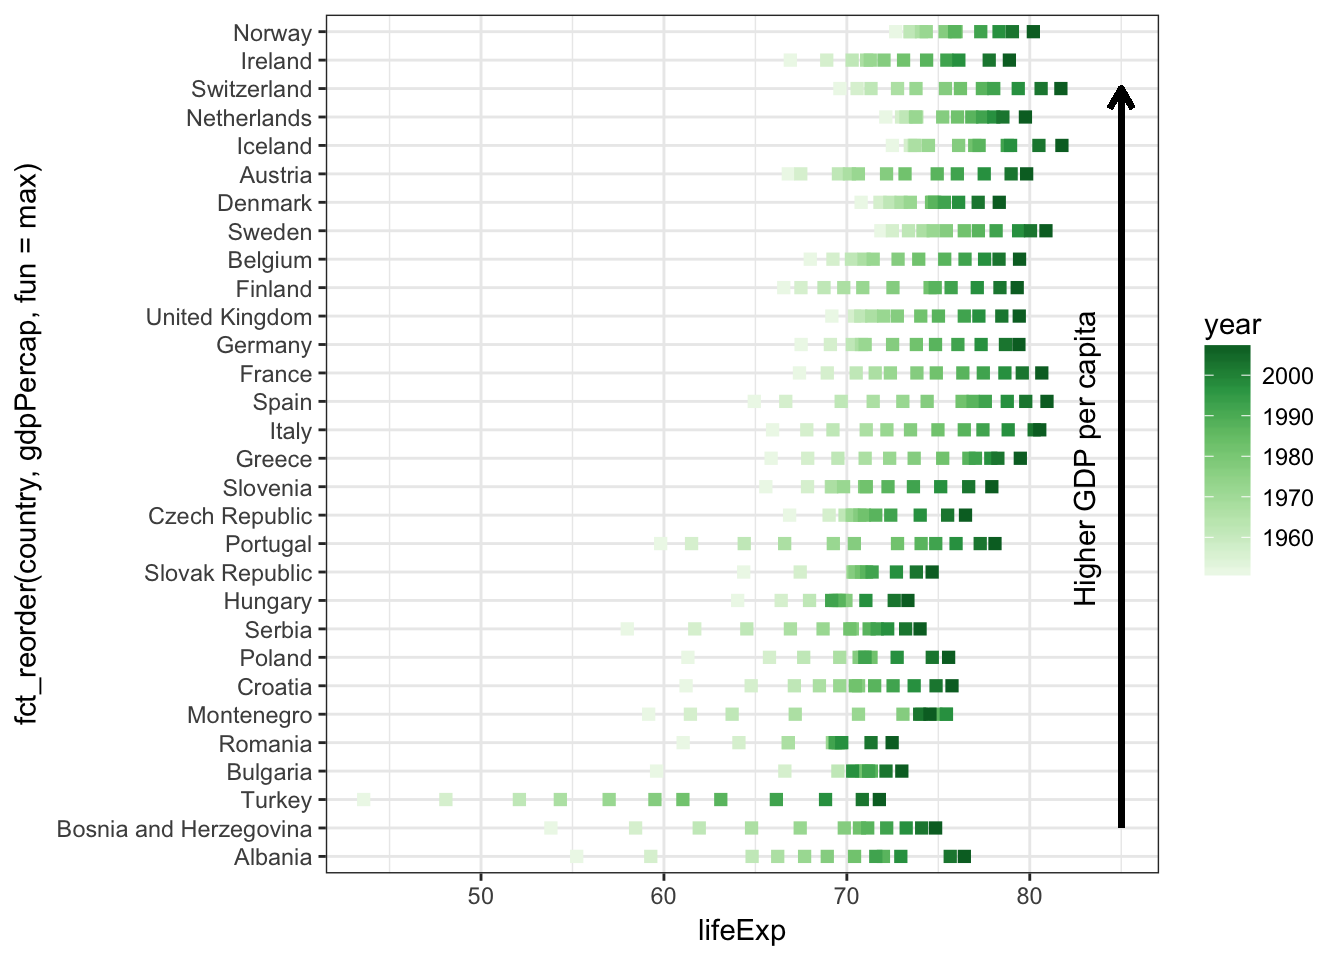 fct_reorder(country, gdpPercap, fun = max)
Norway
Ireland
Switzerland
Netherlands
Iceland
Austria
Denmark
Sweden
Belgium
Finland
United Kingdom
Germany
France
Spain
Italy
Greece
Slovenia
Czech Republic
Portugal
Slovak Republic
Hungary
Serbia
Poland
Croatia
Montenegro
Romania
Bulgaria
Turkey
Bosnia and Herzegovina
Albania
Higher GDP per capita
50 60 70 80
lifeExp
year
2000
1990
1980
1970
1960